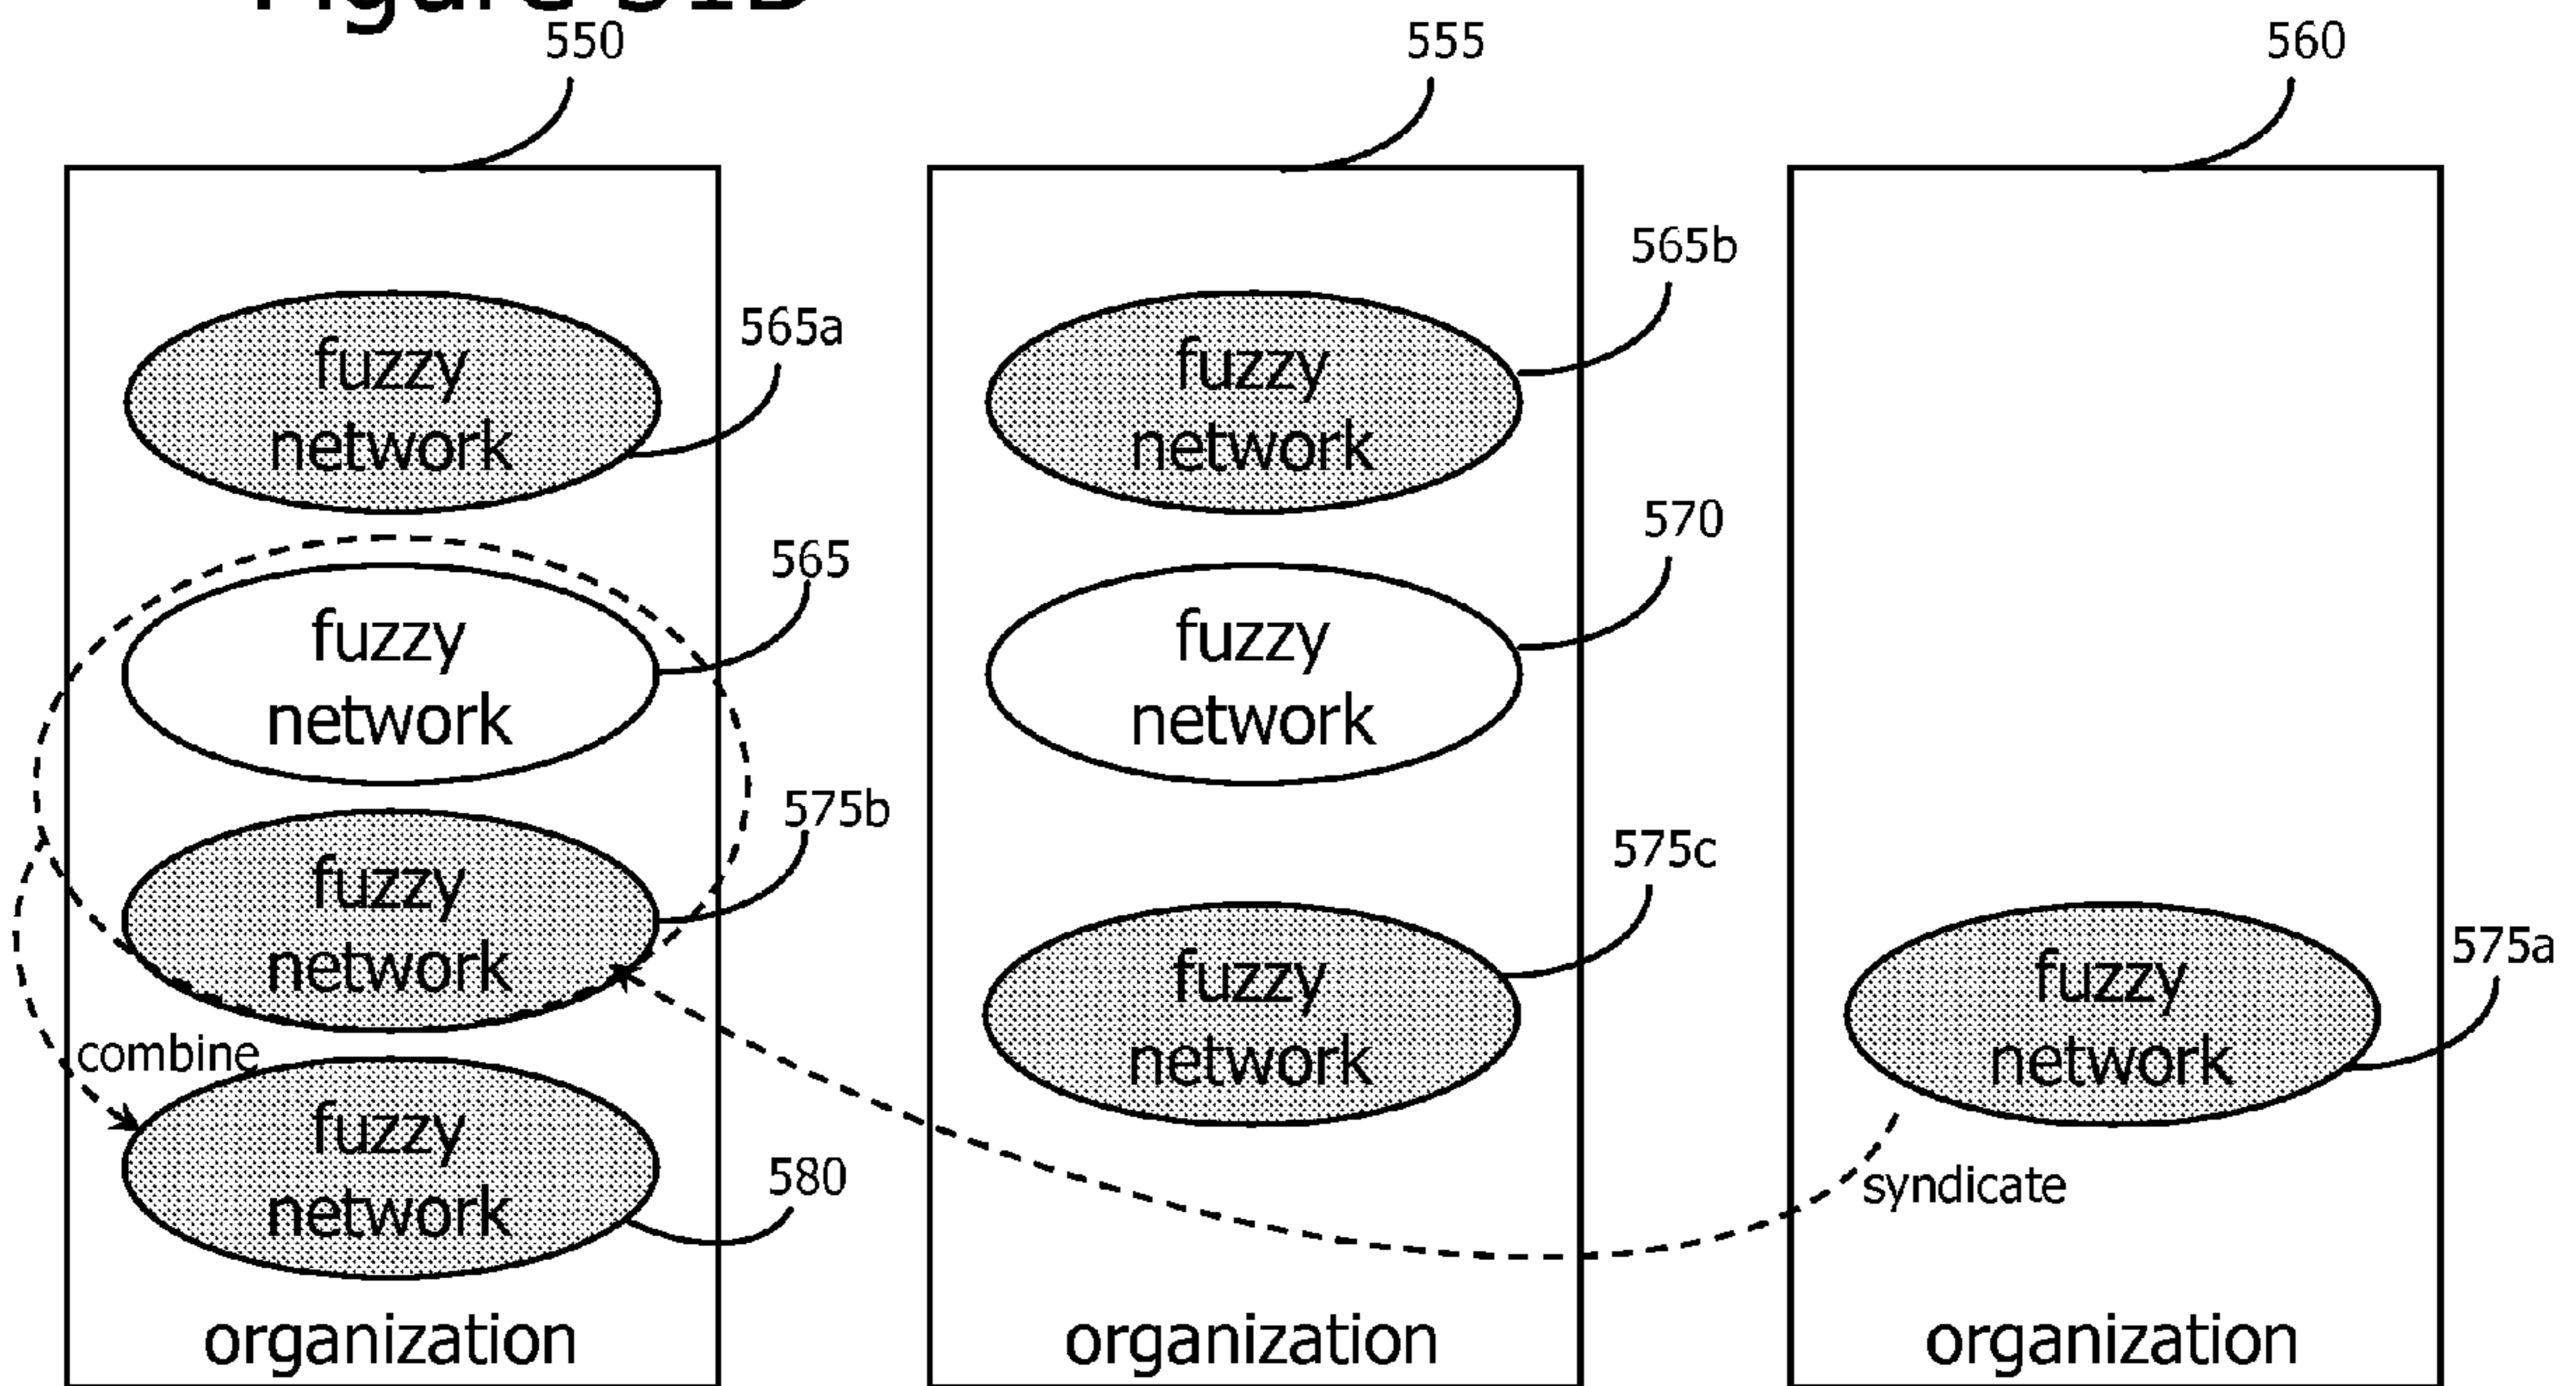 550 555 560
565b
565a
fuzzy
network
fuzzy
network
570
565
fuzzy
network
fuzzy
network
575b
575c
fuzzy
network
fuzzy
network
575a
fuzzy
network
combine
fuzzy
network
580
syndicate
organization
organization
organization